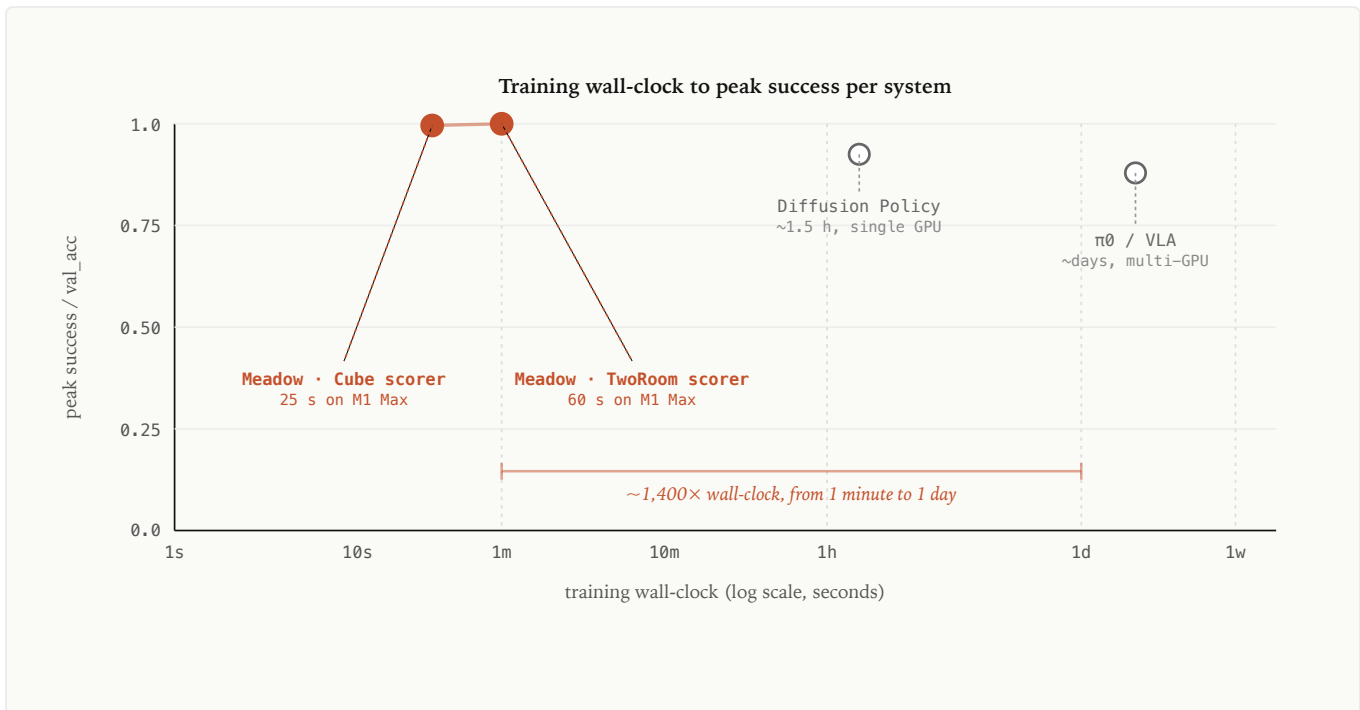 Training wall-clock to peak success per system
peak success / val_acc
1.0
0.75
0.50
0.25
0.0
Diffusion Policy
~1.5 h, single GPU
π0 / VLA
~days, multi-GPU
Meadow · Cube scorer
25 s on M1 Max
Meadow · TwoRoom scorer
60 s on M1 Max
~1,400× wall-clock, from 1 minute to 1 day
1s 10s 1m 10m 1h 1d 1w
training wall-clock (log scale, seconds)